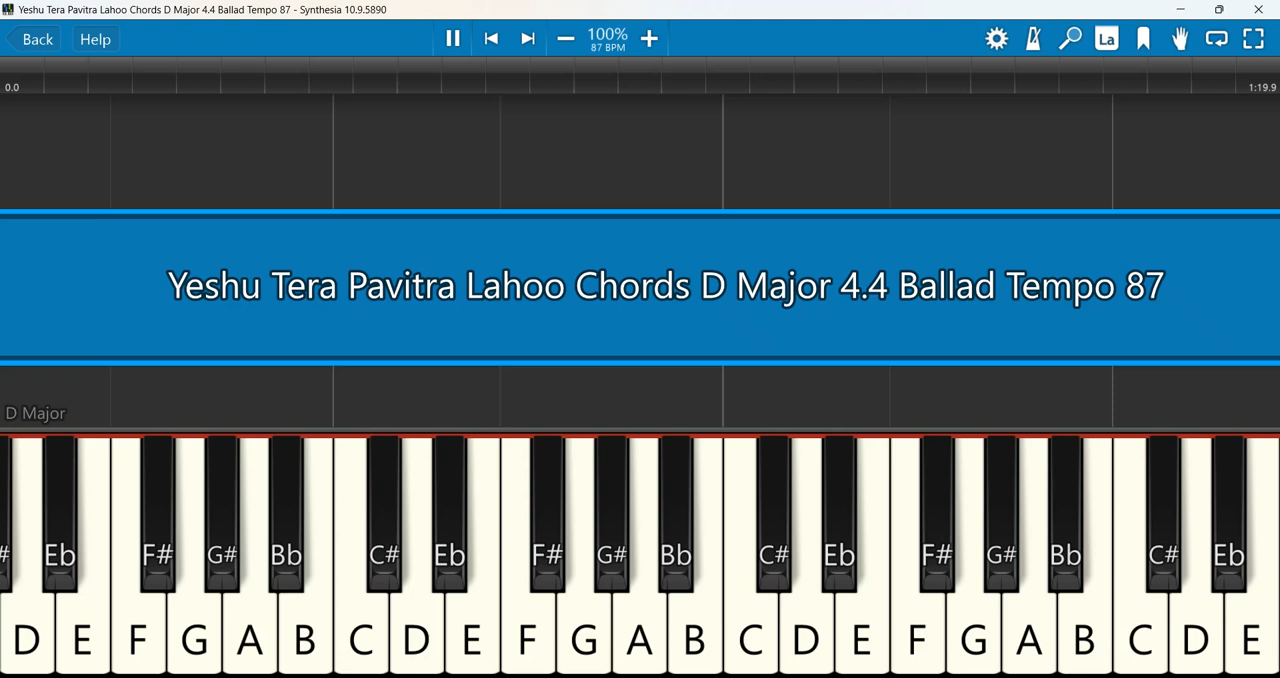 Yeshu Tera Pavitra Lahoo Chords D Major 4.4 Ballad Tempo 87 - Synthesia 10.9.5890
Back Help 100% La
87 BPM
0.0 1:19.9
Yeshu Tera Pavitra Lahoo Chords D Major 4.4 Ballad Tempo 87
D Major
# Eb F# G# Bb C# Eb F# G# Bb C# Eb F# G# Bb C# Eb
D E F G A B C D E F G A B C D E F G A B C D E